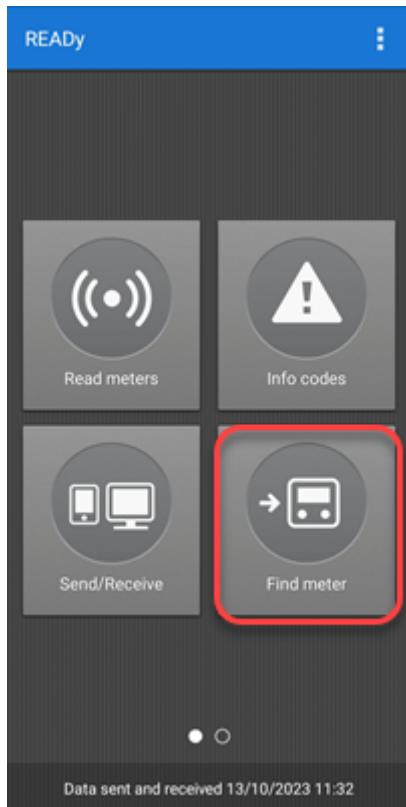 READy
Read meters
Info codes
Send/Receive
Find meter
Data sent and received 13/10/2023 11:32